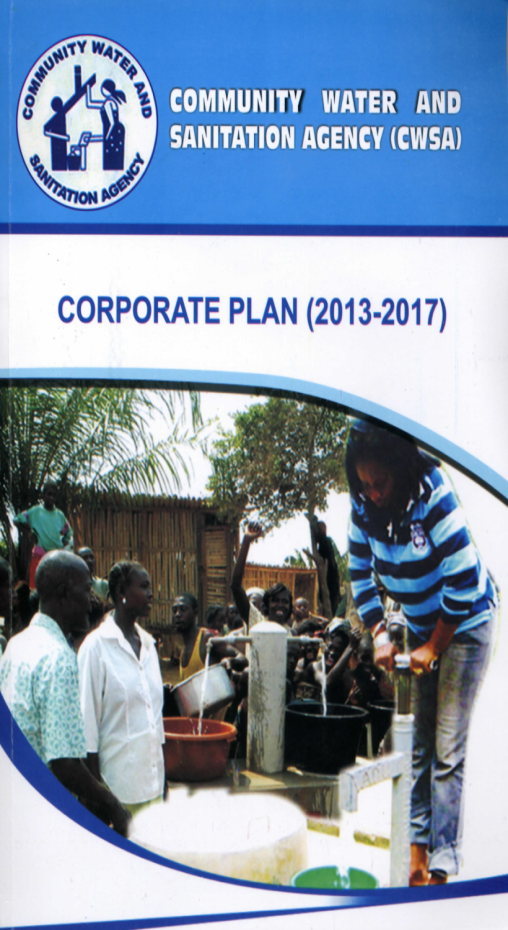 COMMUNITY WATER AND
SANITATION AGENCY
COMMUNITY WATER AND
SANITATION AGENCY (CWSA)
CORPORATE PLAN (2013-2017)